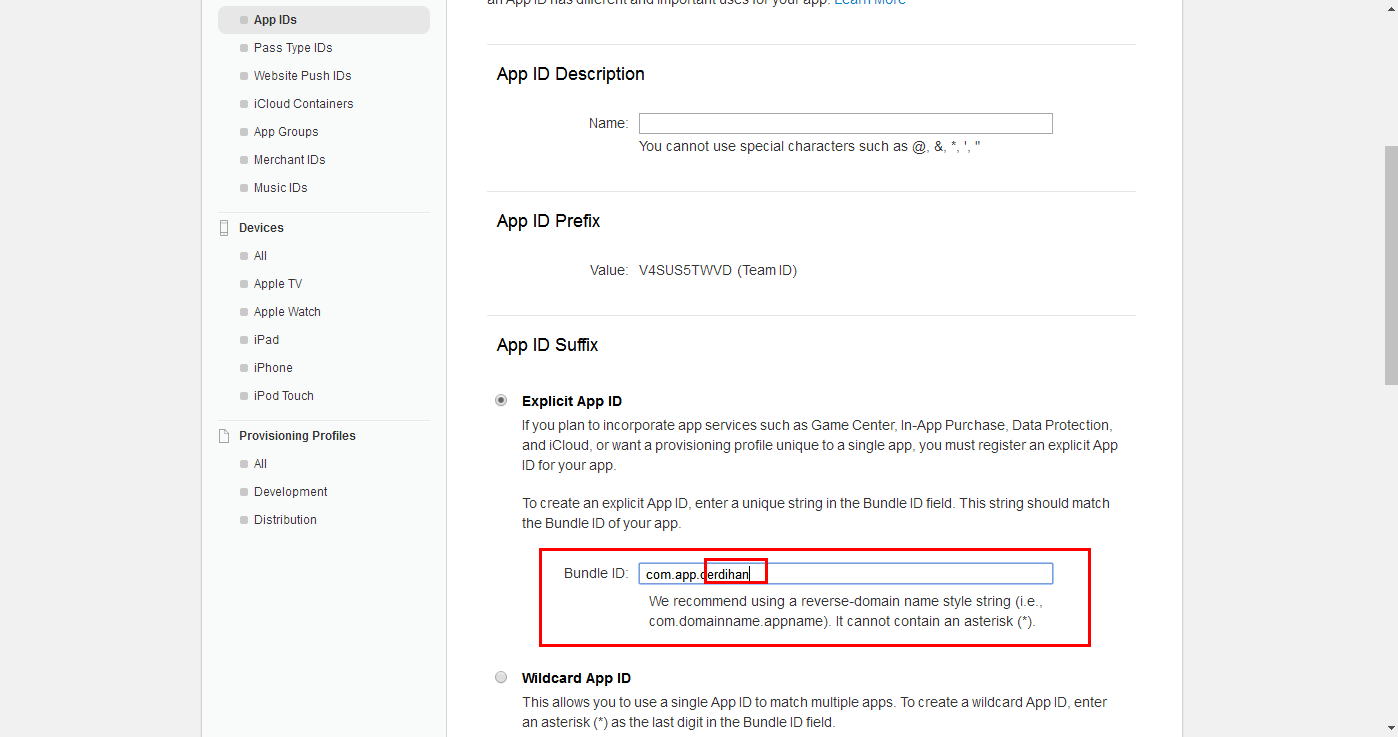 an App ID has different and important uses for your app. Learn More
App IDs
Pass Type IDs
Website Push IDs
iCloud Containers
App Groups
Merchant IDs
Music IDs
Devices
All
Apple TV
Apple Watch
iPad
iPhone
iPod Touch
Provisioning Profiles
All
Development
Distribution
App ID Description
Name:
You cannot use special characters such as @, &, *, ', "
App ID Prefix
Value: V4SUS5TWVD (Team ID)
App ID Suffix
Explicit App ID
If you plan to incorporate app services such as Game Center, In-App Purchase, Data Protection,
and iCloud, or want a provisioning profile unique to a single app, you must register an explicit App
ID for your app.
To create an explicit App ID, enter a unique string in the Bundle ID field. This string should match
the Bundle ID of your app.
Bundle ID: com.app.
We recommend using a reverse-domain name style string (i.e.,
com.domainname.appname). It cannot contain an asterisk (*).
Wildcard App ID
This allows you to use a single App ID to match multiple apps. To create a wildcard App ID, enter
an asterisk (*) as the last digit in the Bundle ID field.